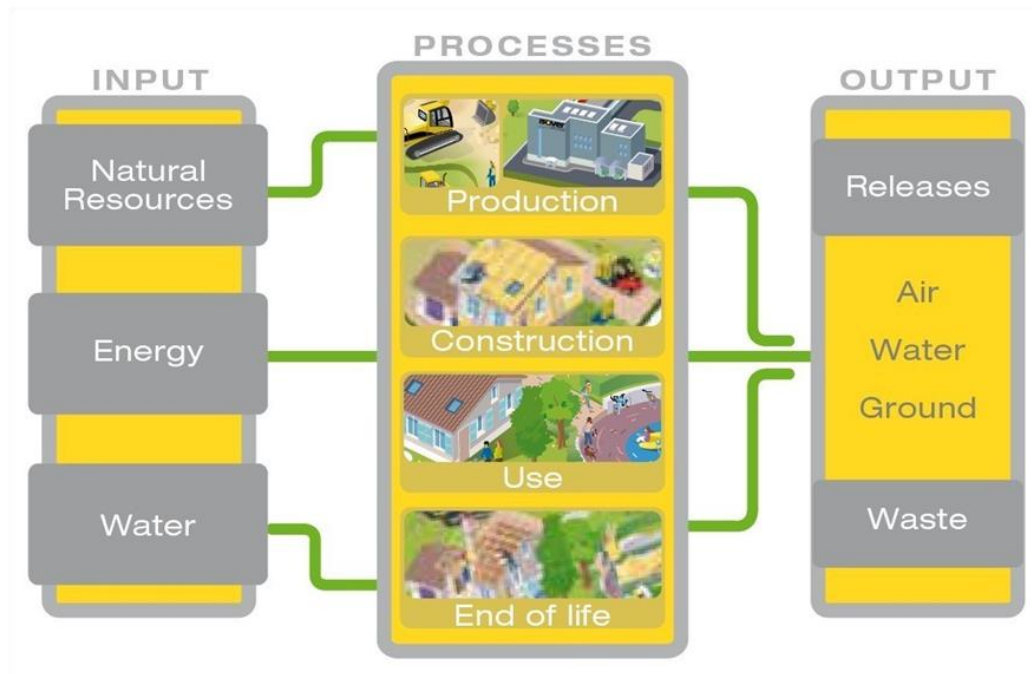 PROCESSES
INPUT
OUTPUT
Natural
Resources
Energy
Water
Production
Construction
Use
End of life
Releases
Air
Water
Ground
Waste